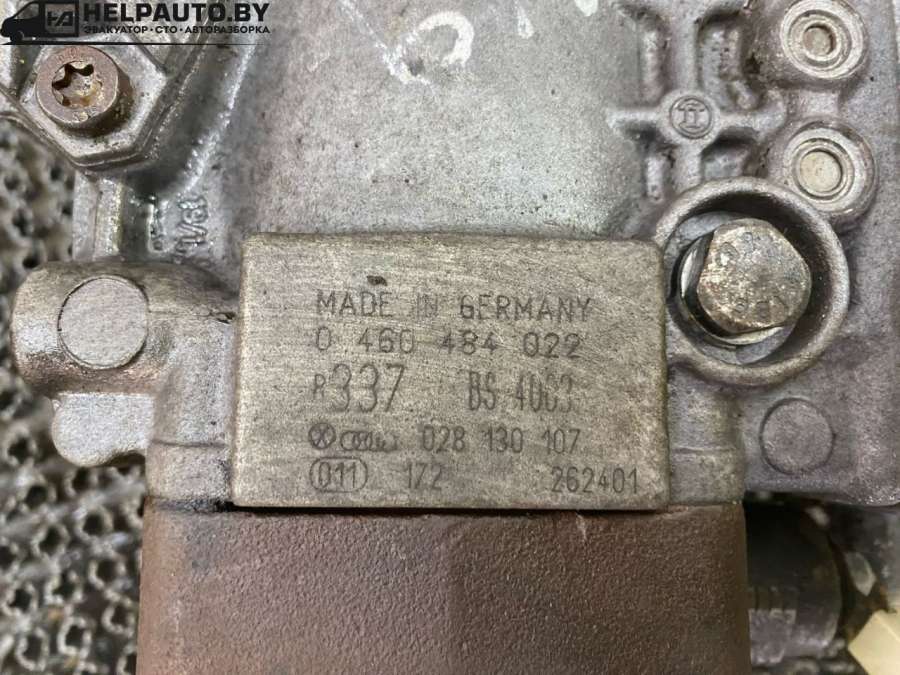 HELPAUTO.BY
ЭВАКУАТОР • СТО • АВТОРАЗБОРКА
MADE IN GERMANY
0 460 484 022
R337
028 130 107
011 172 262401